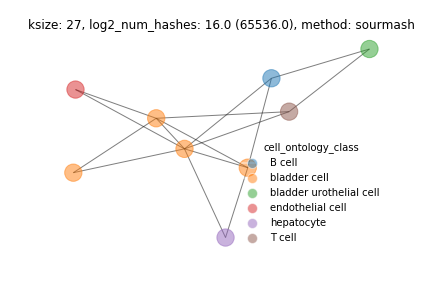 ksize: 27, log2_num_hashes: 16.0 (65536.0), method: sourmash
cell_ontology_class
B cell
bladder cell
bladder urothelial cell
endothelial cell
hepatocyte
T cell